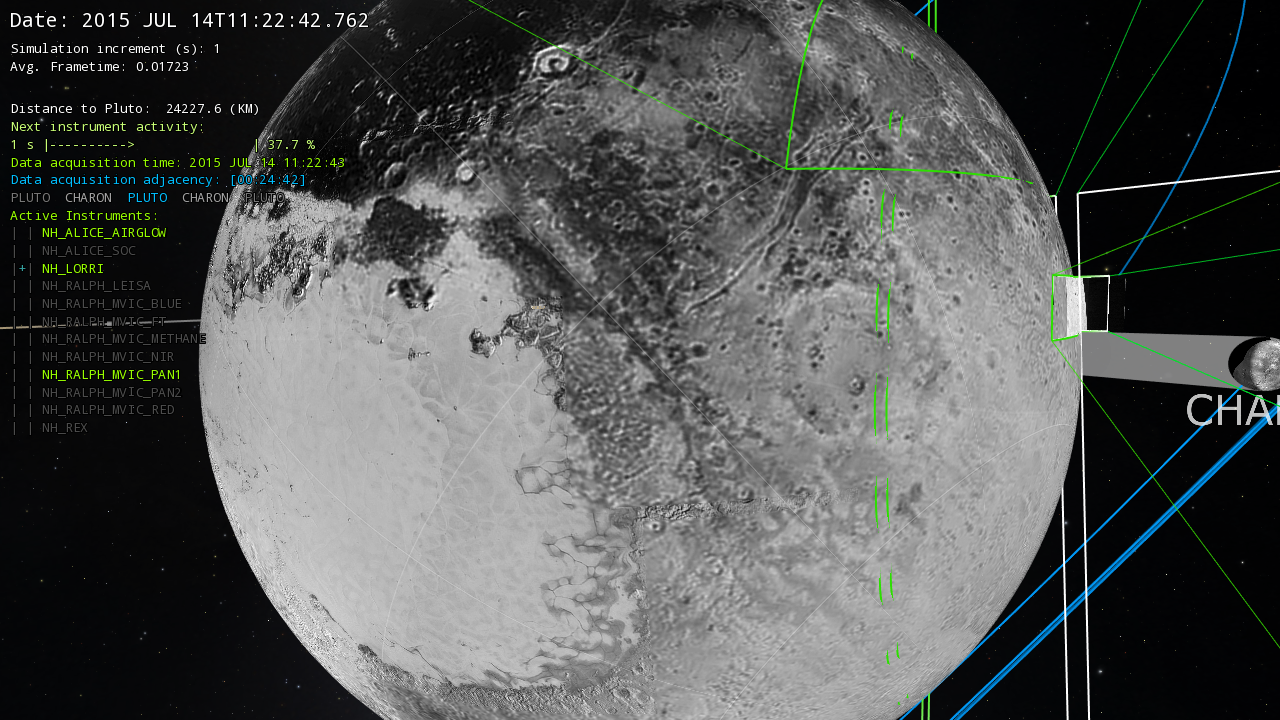 Date: 2015 JUL 14T11:22:42.762
Simulation increment (s): 1
Avg. Frametime: 0.01723
Distance to Pluto:  24227.6 (KM)
Next instrument activity:
1 s |---------->               | 37.7 %
Data acquisition time: 2015 JUL 14 11:22:43
Data acquisition adjacency: [00:24:42]
PLUTO  CHARON  PLUTO  CHARON  PLUTO
Active Instruments:
| | NH_ALICE_AIRGLOW
| | NH_ALICE_SOC
|+| NH_LORRI
| | NH_RALPH_LEISA
| | NH_RALPH_MVIC_BLUE
| | NH_RALPH_MVIC_FT
| | NH_RALPH_MVIC_METHANE
| | NH_RALPH_MVIC_NIR
| | NH_RALPH_MVIC_PAN1
| | NH_RALPH_MVIC_PAN2
| | NH_RALPH_MVIC_RED
| | NH_REX
CHA